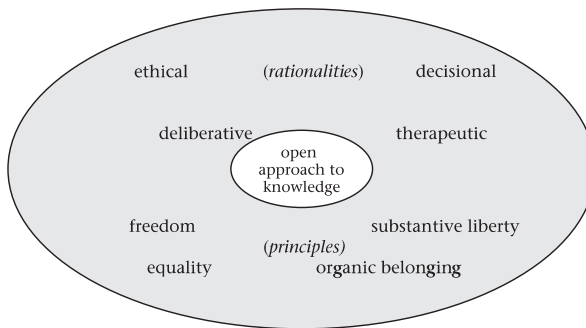 ethical (rationalities) decisional
deliberative therapeutic
open
approach to
knowledge
freedom substantive liberty
(principles)
equality organic belonging